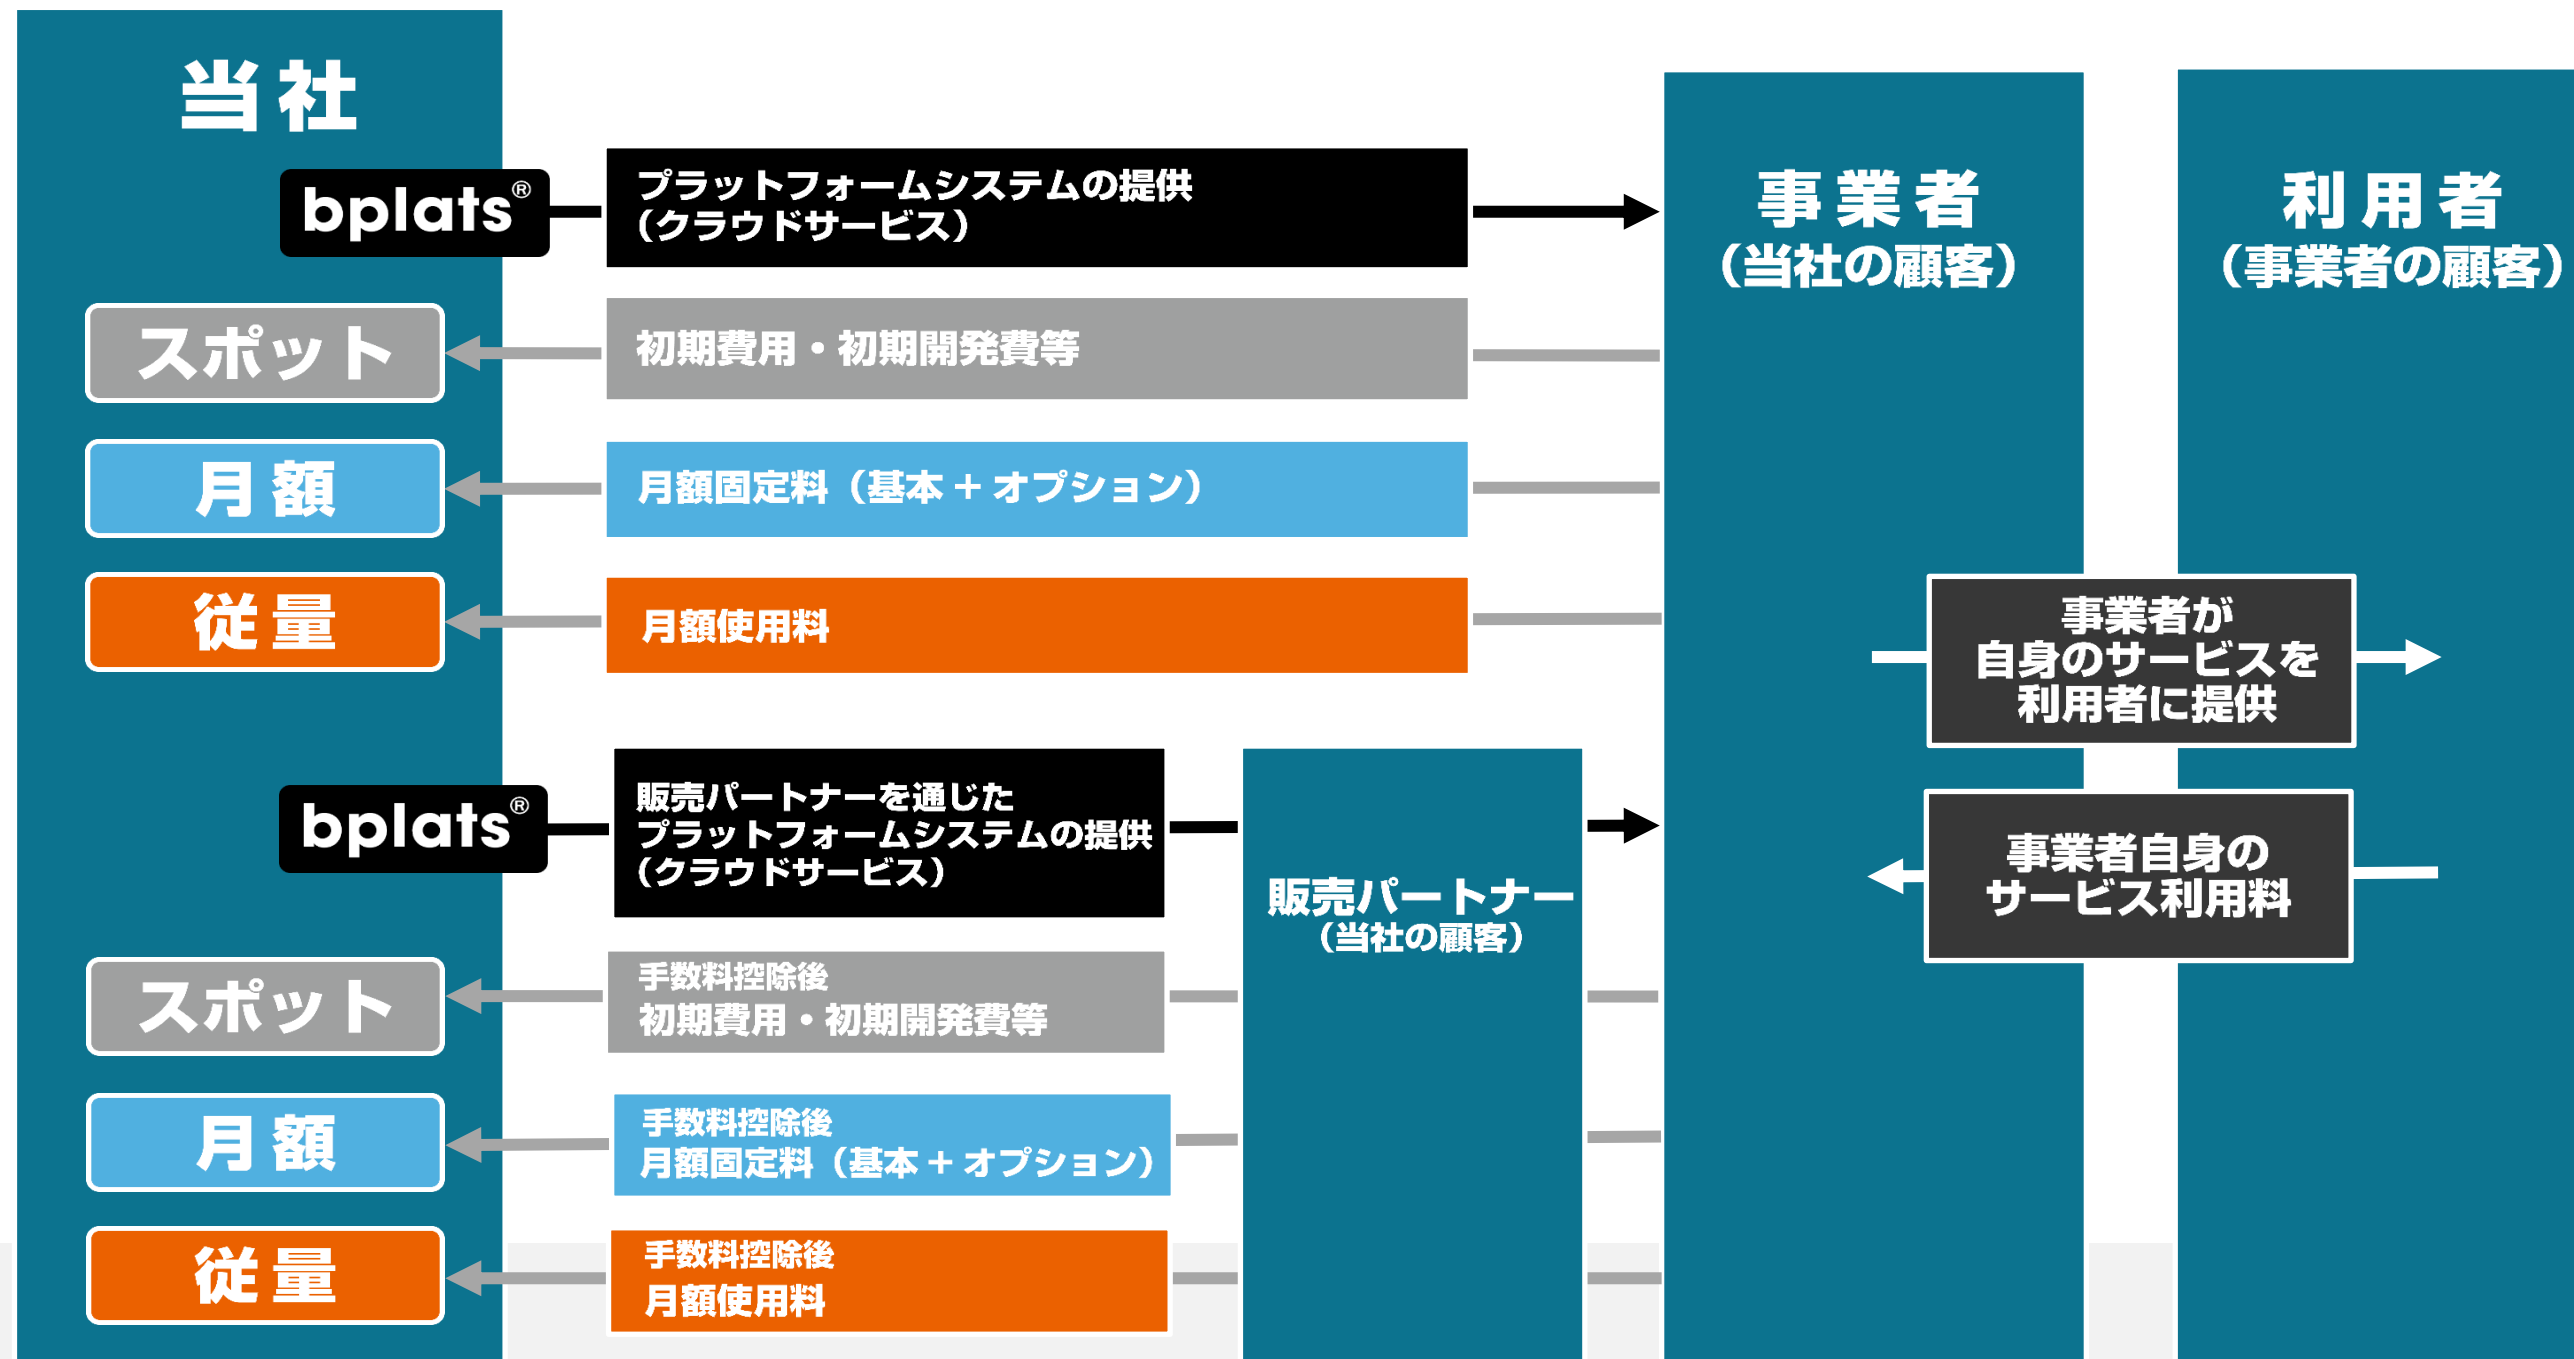 当社
bplats®
プラットフォームシステムの提供
（クラウドサービス）
事業者
（当社の顧客）
利用者
（事業者の顧客）
スポット
初期費用・初期開発費等
月額
月額固定料（基本+オプション）
従量
月額使用料
事業者が
自身のサービスを
利用者に提供
bplats®
販売パートナーを通じた
プラットフォームシステムの提供
（クラウドサービス）
販売パートナー
（当社の顧客）
事業者自身の
サービス利用料
スポット
手数料控除後
初期費用・初期開発費等
月額
手数料控除後
月額固定料（基本+オプション）
従量
手数料控除後
月額使用料